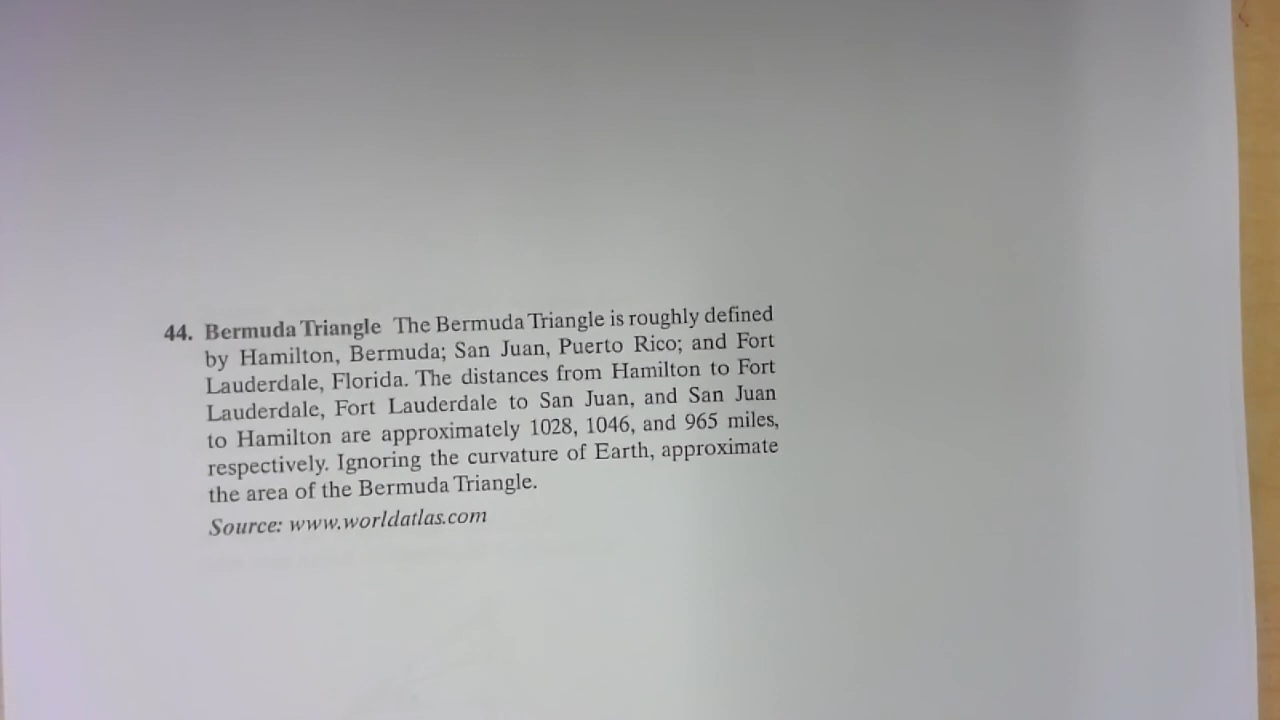 44. Bermuda Triangle The Bermuda Triangle is roughly defined
by Hamilton, Bermuda; San Juan, Puerto Rico; and Fort
Lauderdale, Florida. The distances from Hamilton to Fort
Lauderdale, Fort Lauderdale to San Juan, and San Juan
to Hamilton are approximately 1028, 1046, and 965 miles,
respectively. Ignoring the curvature of Earth, approximate
the area of the Bermuda Triangle.
Source: www.worldatlas.com